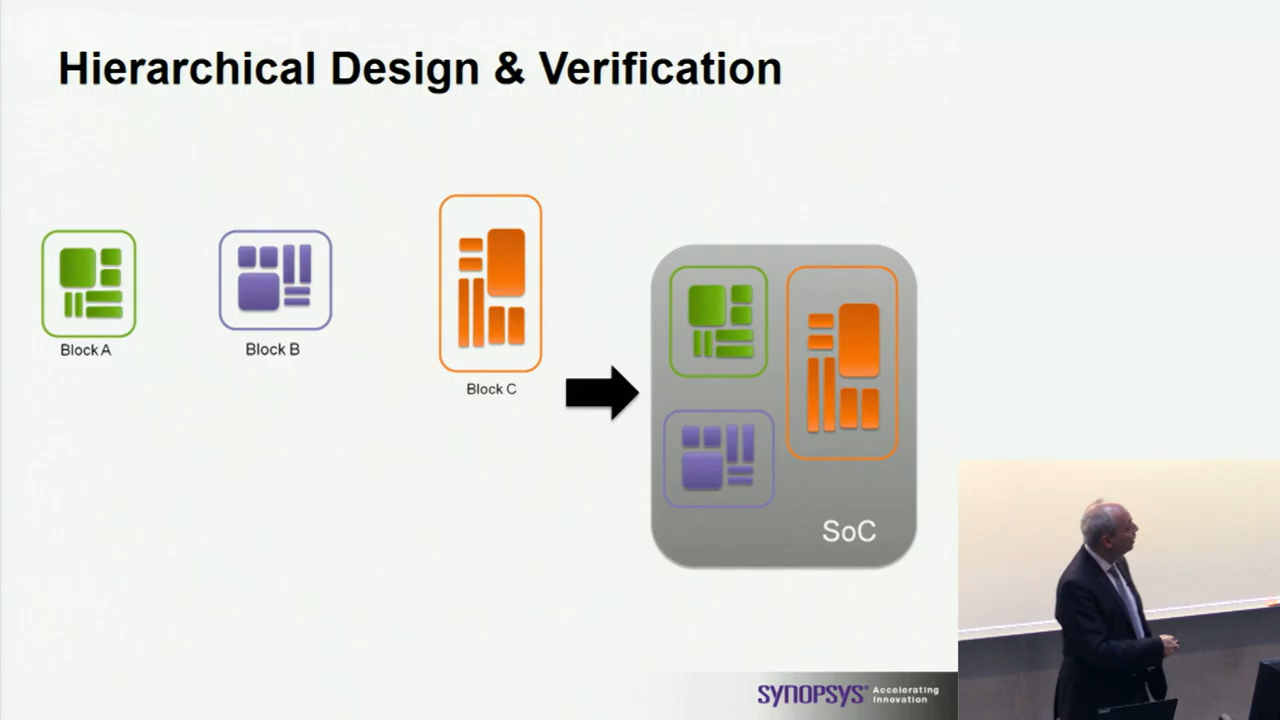 Hierarchical Design & Verification
Block A
Block B
Block C
SoC
SYNOPSYS® Accelerating
Innovation